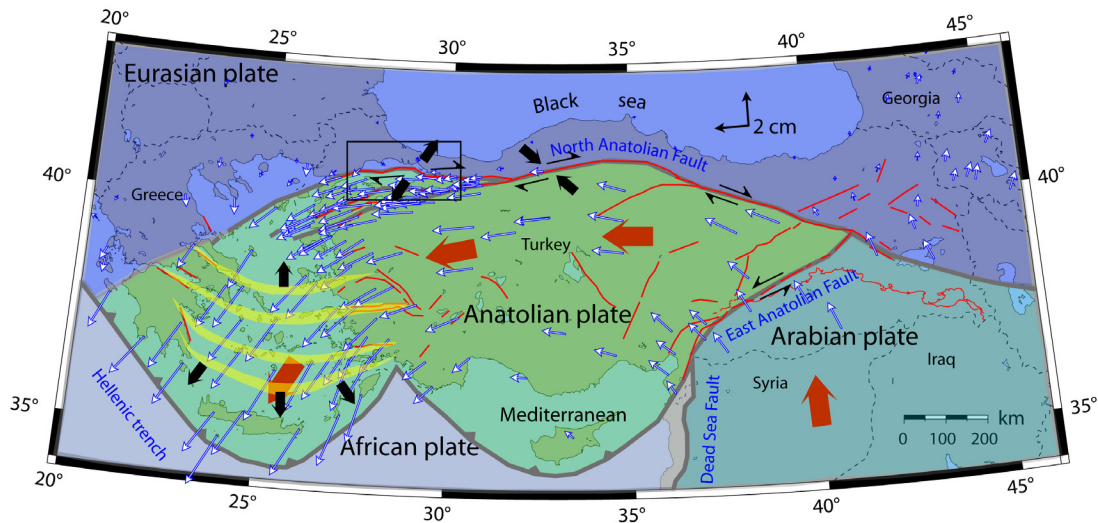 20°
25°
30°
35°
40°
45°
Eurasian plate
Black sea
2 cm
Georgia
North Anatolian Fault
40°
40°
Greece
Turkey
Anatolian plate
East Anatolian Fault
Arabian plate
Iraq
Syria
Hellenic trench
Mediterranean
African plate
Dead Sea Fault
km
0 100 200
35°
35°
20°
25°
30°
35°
40°
45°